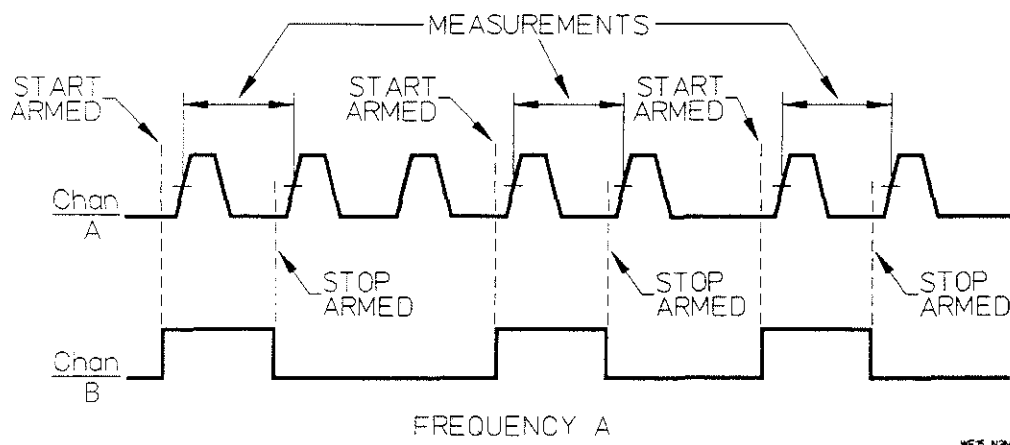 MEASUREMENTS
START
ARMED
START
ARMED
START
ARMED
Chan
A
STOP
ARMED
STOP
ARMED
STOP
ARMED
Chan
B
FREQUENCY A